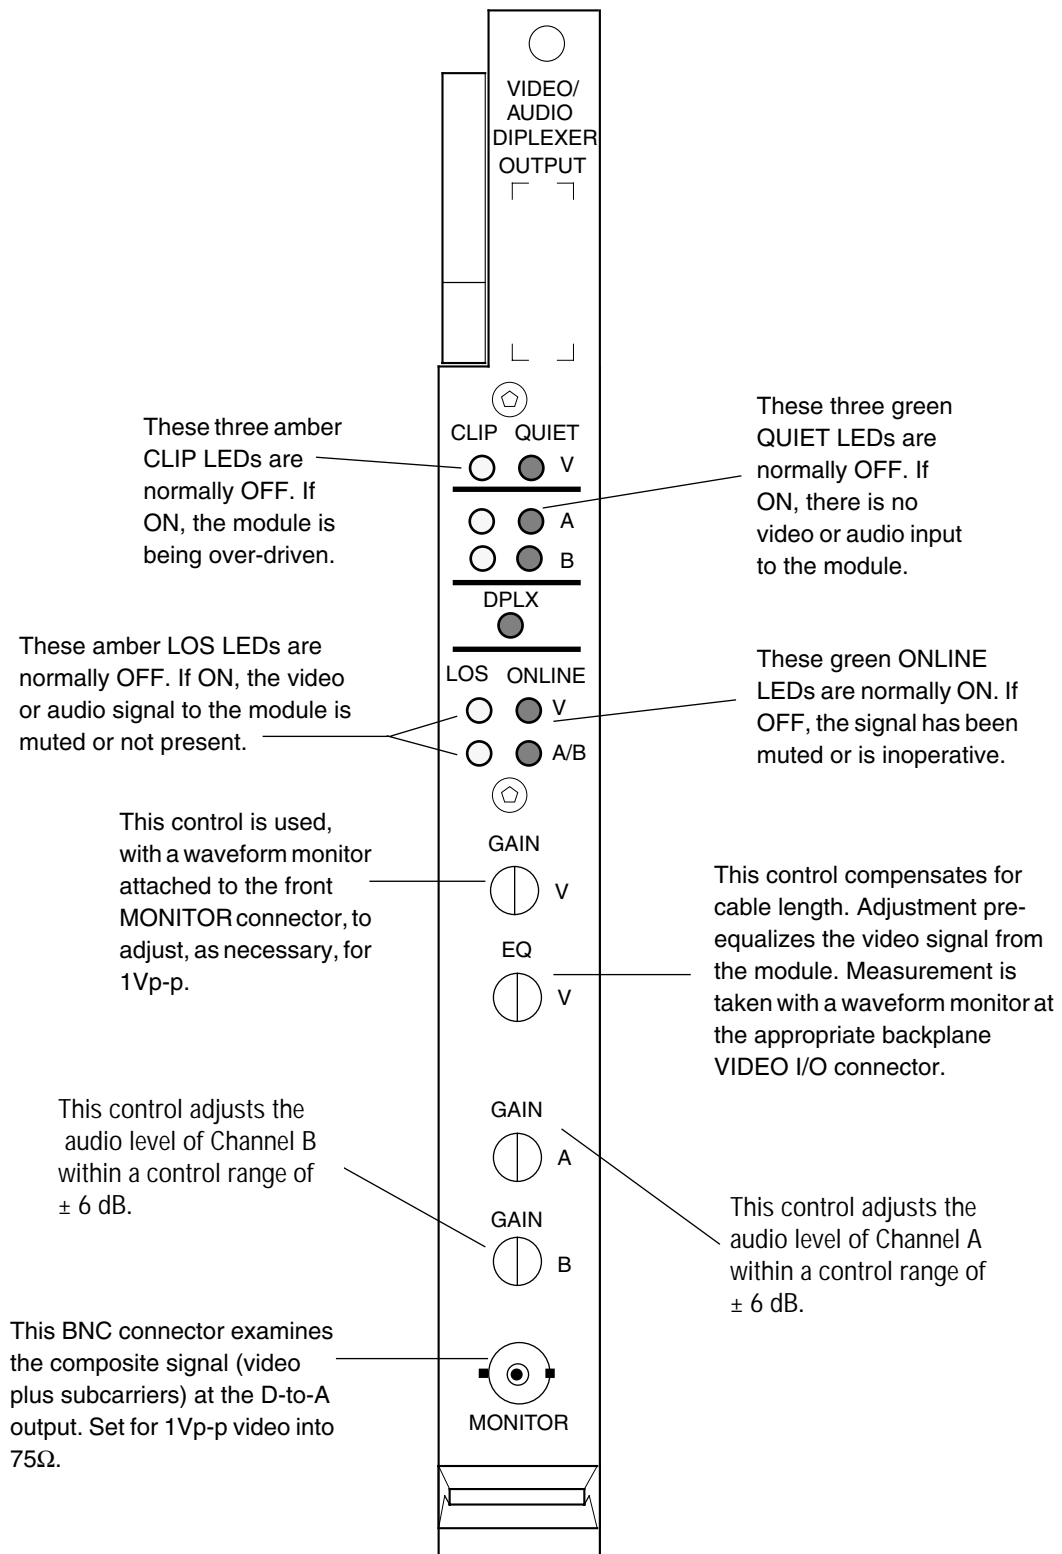 VIDEO/
AUDIO
DIPLEXER
OUTPUT
These three amber
CLIP LEDs are
normally OFF. If
ON, the module is
being over-driven.
CLIP QUIET
V
A
B
These three green
QUIET LEDs are
normally OFF. If
ON, there is no
video or audio input
to the module.
DPLX
These amber LOS LEDs are
normally OFF. If ON, the video
or audio signal to the module is
muted or not present.
LOS ONLINE
V
A/B
These green ONLINE
LEDs are normally ON. If
OFF, the signal has been
muted or is inoperative.
This control is used,
with a waveform monitor
attached to the front
MONITOR connector, to
adjust, as necessary, for
1Vp-p.
GAIN
V
EQ
V
This control compensates for
cable length. Adjustment pre-
equalizes the video signal from
the module. Measurement is
taken with a waveform monitor at
the appropriate backplane
VIDEO I/O connector.
This control adjusts the
audio level of Channel B
within a control range of
± 6 dB.
GAIN
A
GAIN
B
This control adjusts the
audio level of Channel A
within a control range of
± 6 dB.
This BNC connector examines
the composite signal (video
plus subcarriers) at the D-to-A
output. Set for 1Vp-p video into
75Ω.
MONITOR